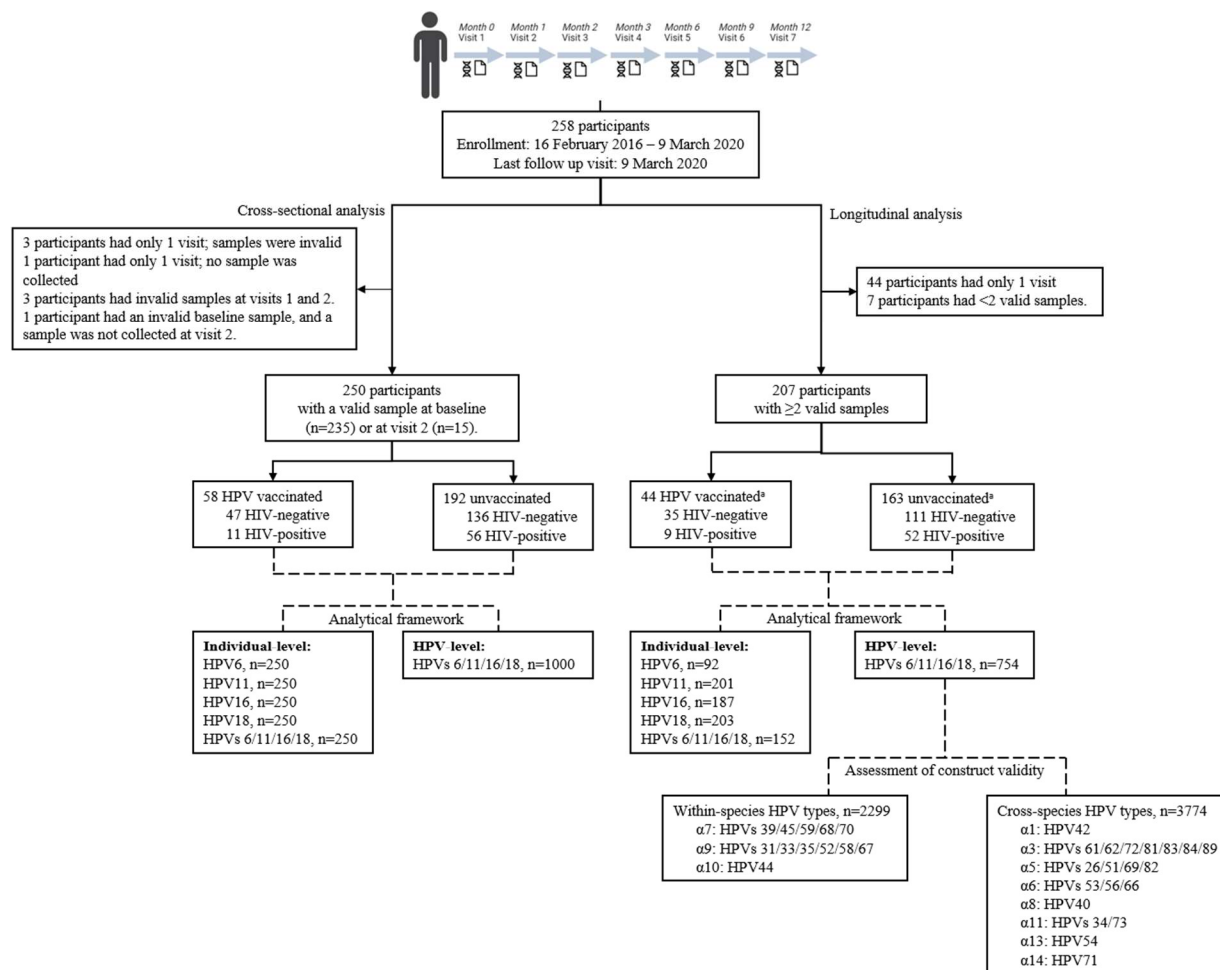 Month 0
Visit 1
Month 1
Visit 2
Month 2
Visit 3
Month 3
Visit 4
Month 6
Visit 5
Month 9
Visit 6
Month 12
Visit 7
258 participants
Enrollment: 16 February 2016 – 9 March 2020
Last follow up visit: 9 March 2020
Cross-sectional analysis
Longitudinal analysis
3 participants had only 1 visit; samples were invalid
1 participant had only 1 visit; no sample was
collected
3 participants had invalid samples at visits 1 and 2.
1 participant had an invalid baseline sample, and a
sample was not collected at visit 2.
44 participants had only 1 visit
7 participants had <2 valid samples.
250 participants
with a valid sample at baseline
(n=235) or at visit 2 (n=15).
207 participants
with ≥2 valid samples
58 HPV vaccinated
47 HIV-negative
11 HIV-positive
192 unvaccinated
136 HIV-negative
56 HIV-positive
44 HPV vaccinatedᵃ
35 HIV-negative
9 HIV-positive
163 unvaccinatedᵃ
111 HIV-negative
52 HIV-positive
Analytical framework
Individual-level:
HPV6, n=250
HPV11, n=250
HPV16, n=250
HPV18, n=250
HPVs 6/11/16/18, n=250
HPV-level:
HPVs 6/11/16/18, n=1000
Analytical framework
Individual-level:
HPV6, n=92
HPV11, n=201
HPV16, n=187
HPV18, n=203
HPVs 6/11/16/18, n=152
HPV-level:
HPVs 6/11/16/18, n=754
Assessment of construct validity
Within-species HPV types, n=2299
α7: HPVs 39/45/59/68/70
α9: HPVs 31/33/35/52/58/67
α10: HPV44
Cross-species HPV types, n=3774
α1: HPV42
α3: HPVs 61/62/72/81/83/84/89
α5: HPVs 26/51/69/82
α6: HPVs 53/56/66
α8: HPV40
α11: HPVs 34/73
α13: HPV54
α14: HPV71